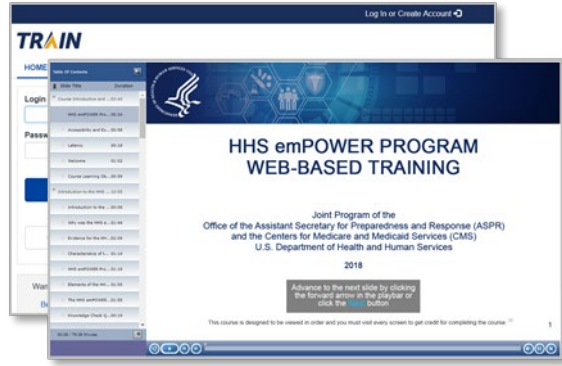 Log In or Create Account
TRAIN
HOME
Login
Passw
Table Of Contents
Slide Title Duration
Course Introduction and ...
HHS emPOWER Pro...
Accessibility and Ex...
Latency
Welcome
Course Learning Ob...
Introduction to the HHS ...
Introduction to the ...
Why was the HHS e...
Evidence for the HH...
Characteristics of t...
HHS emPOWER Pro...
Elements of the HH...
The HHS emPOWER...
Knowledge Check Q...
HHS emPOWER PROGRAM
WEB-BASED TRAINING
Joint Program of the
Office of the Assistant Secretary for Preparedness and Response (ASPR)
and the Centers for Medicare and Medicaid Services (CMS)
U.S. Department of Health and Human Services
2018
Advance to the next slide by clicking
the forward arrow in the playbar or
click the Next button
This course is designed to be viewed in order and you must visit every screen to get credit for completing the course.
1